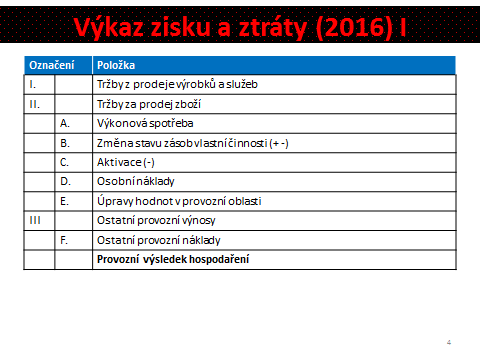 Výkaz zisku a ztráty (2016) I
Označení Položka
I. Tržby z prodeje výrobků a služeb
II. Tržby za prodej zboží
A. Výkonová spotřeba
B. Změna stavu zásob vlastní činnosti (+ -)
C. Aktivace (-)
D. Osobní náklady
E. Úpravy hodnot v provozní oblasti
III Ostatní provozní výnosy
F. Ostatní provozní náklady
Provozní výsledek hospodaření
4